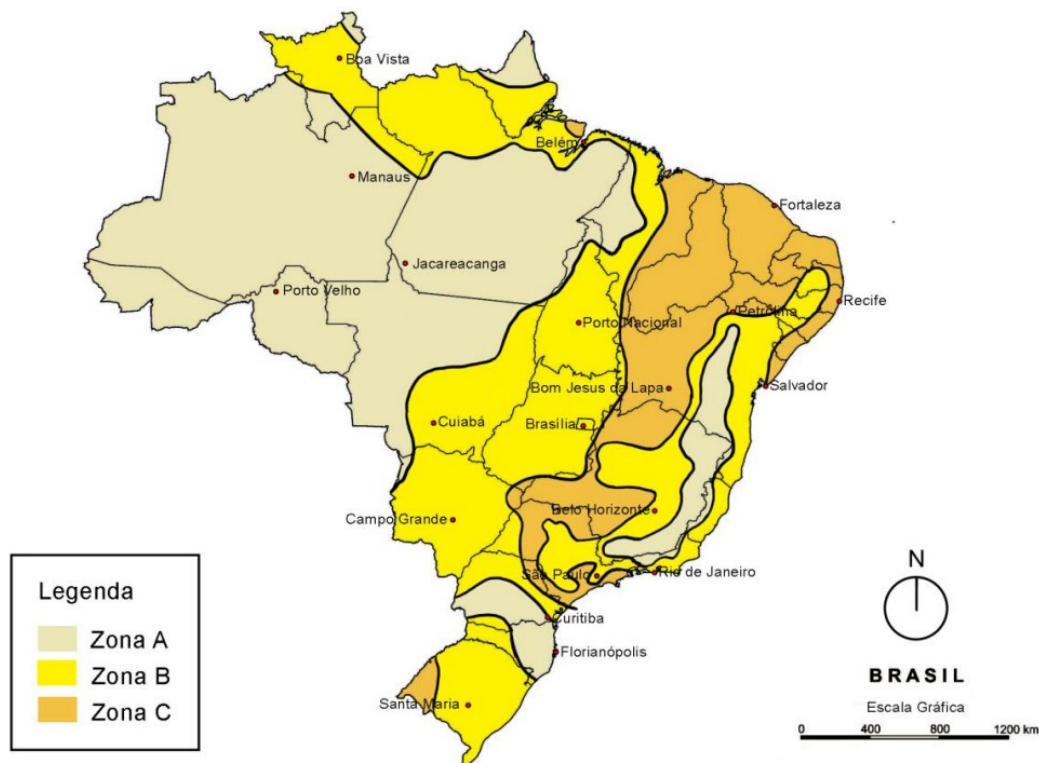 Boa Vista
Belém
Manaus
Fortaleza
Jacareacanga
Porto Velho
Recife
Petrolina
Porto Nacional
Bom Jesus da Lapa
Salvador
Cuiabá
Brasília
Belo Horizonte
Campo Grande
São Paulo
Rio de Janeiro
Curitiba
Florianópolis
Santa Maria
Legenda
Zona A
Zona B
Zona C
N
BRASIL
Escala Gráfica
0 400 800 1200 km